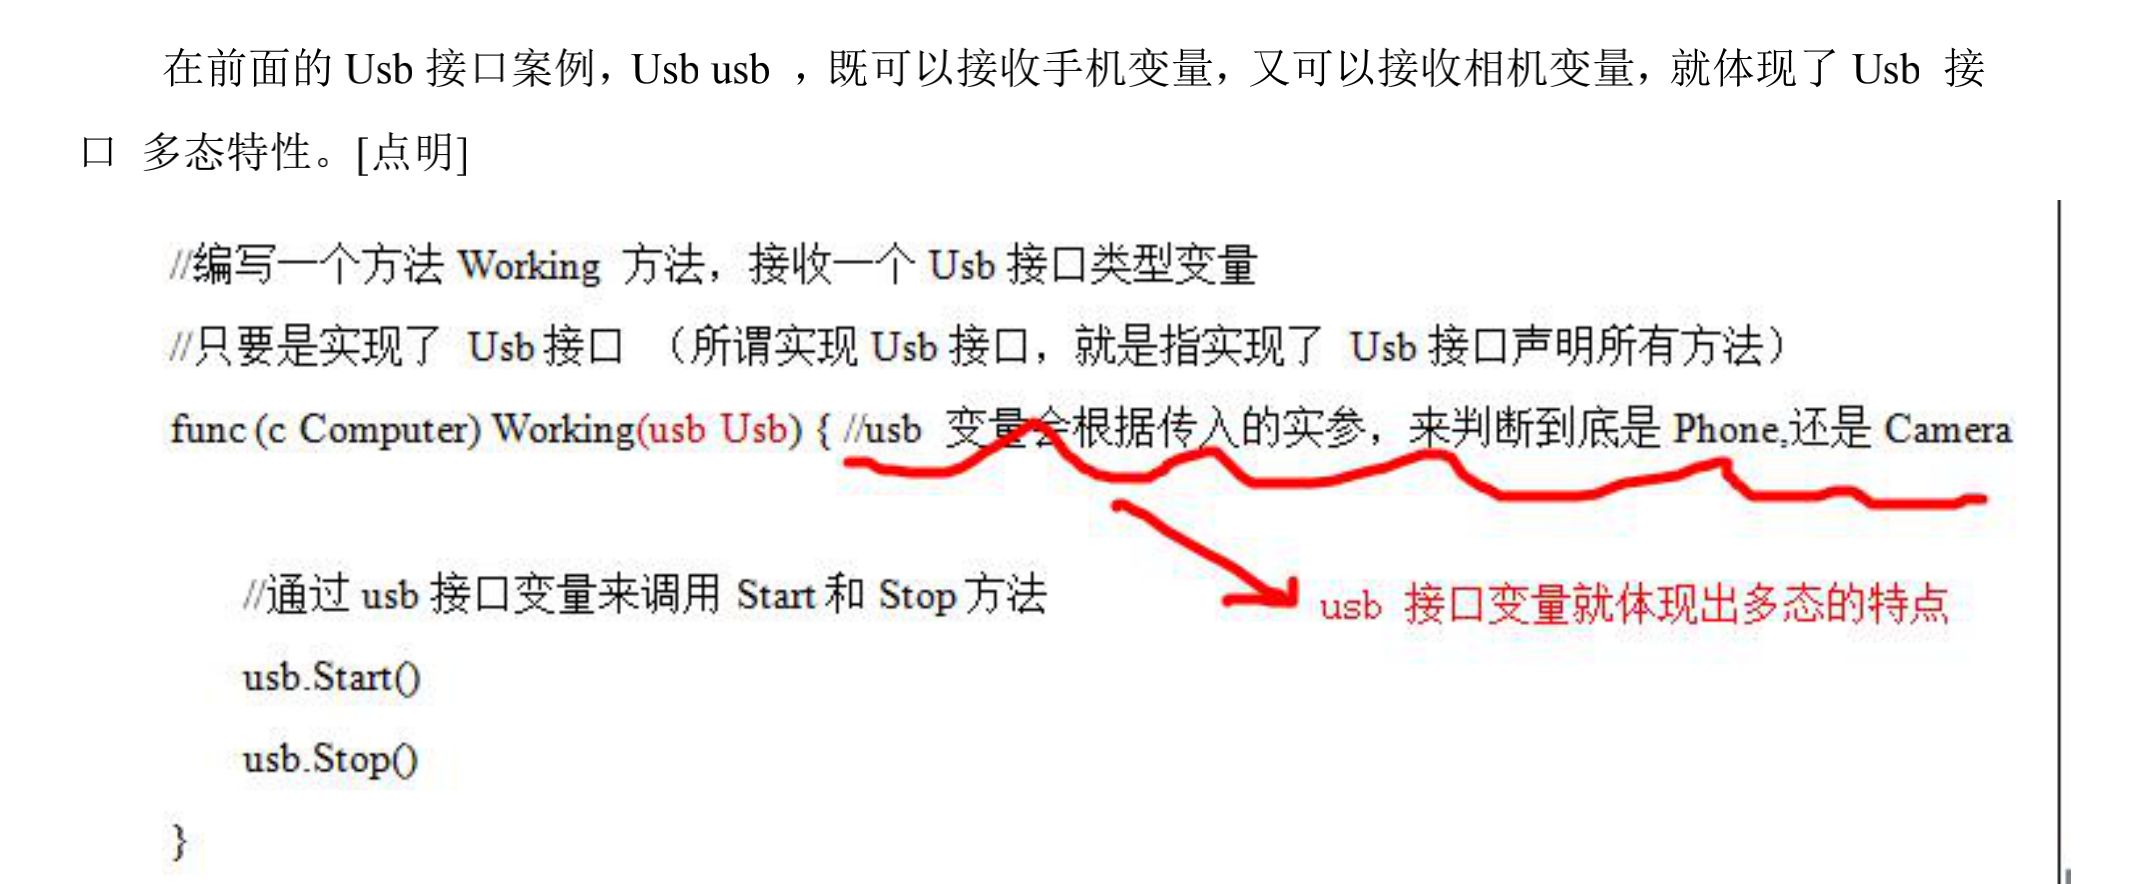 在前面的 Usb 接口案例，Usb usb ，既可以接收手机变量，又可以接收相机变量，就体现了 Usb 接
口 多态特性。[点明]
//编写一个方法 Working 方法，接收一个 Usb 接口类型变量
//只要是实现了 Usb 接口 （所谓实现 Usb 接口，就是指实现了 Usb 接口声明所有方法）
func (c Computer) Working(usb Usb) { //usb 变量会根据传入的实参，来判断到底是 Phone,还是 Camera
//通过 usb 接口变量来调用 Start 和 Stop 方法
usb 接口变量就体现出多态的特点
usb.Start()
usb.Stop()
}